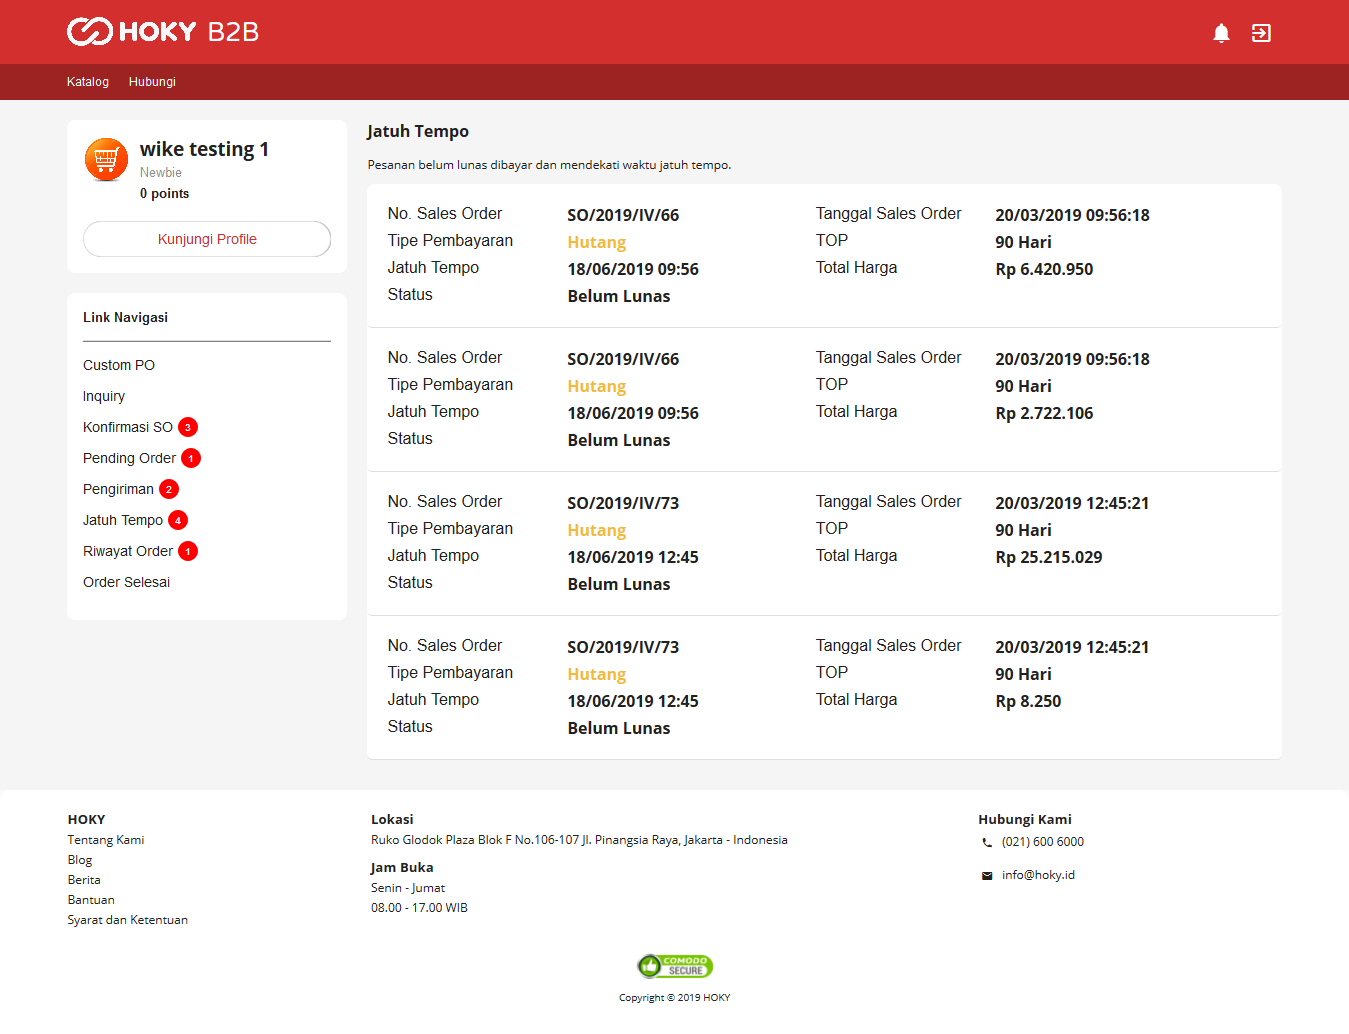 HOKY B2B
Katalog Hubungi
wike testing 1
Newbie
0 points
Kunjungi Profile
Link Navigasi
Custom PO
Inquiry
Konfirmasi SO 3
Pending Order 1
Pengiriman 2
Jatuh Tempo 4
Riwayat Order 1
Order Selesai
Jatuh Tempo
Pesanan belum lunas dibayar dan mendekati waktu jatuh tempo.
No. Sales Order SO/2019/IV/66 Tanggal Sales Order 20/03/2019 09:56:18
Tipe Pembayaran Hutang TOP 90 Hari
Jatuh Tempo 18/06/2019 09:56 Total Harga Rp 6.420.950
Status Belum Lunas
No. Sales Order SO/2019/IV/66 Tanggal Sales Order 20/03/2019 09:56:18
Tipe Pembayaran Hutang TOP 90 Hari
Jatuh Tempo 18/06/2019 09:56 Total Harga Rp 2.722.106
Status Belum Lunas
No. Sales Order SO/2019/IV/73 Tanggal Sales Order 20/03/2019 12:45:21
Tipe Pembayaran Hutang TOP 90 Hari
Jatuh Tempo 18/06/2019 12:45 Total Harga Rp 25.215.029
Status Belum Lunas
No. Sales Order SO/2019/IV/73 Tanggal Sales Order 20/03/2019 12:45:21
Tipe Pembayaran Hutang TOP 90 Hari
Jatuh Tempo 18/06/2019 12:45 Total Harga Rp 8.250
Status Belum Lunas
HOKY
Tentang Kami
Blog
Berita
Bantuan
Syarat dan Ketentuan
Lokasi
Ruko Glodok Plaza Blok F No.106-107 Jl. Pinangsia Raya, Jakarta - Indonesia
Jam Buka
Senin - Jumat
08.00 - 17.00 WIB
Hubungi Kami
(021) 600 6000
info@hoky.id
COMODO
SECURE
Copyright © 2019 HOKY